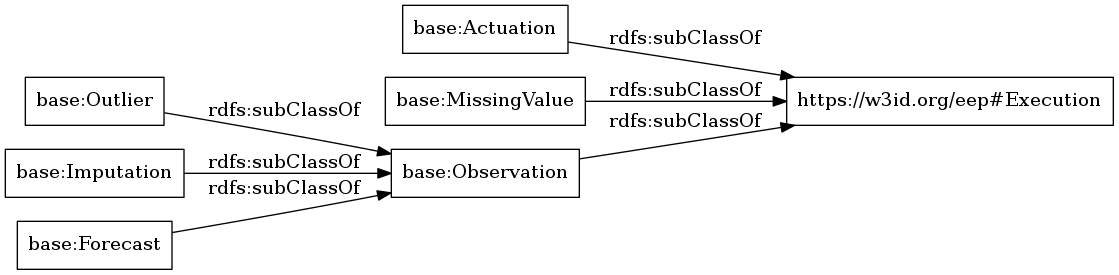 base:Actuation
rdfs:subClassOf
base:Outlier
base:MissingValue
rdfs:subClassOf
https://w3id.org/eep#Execution
rdfs:subClassOf
rdfs:subClassOf
base:Imputation
rdfs:subClassOf
base:Observation
rdfs:subClassOf
base:Forecast